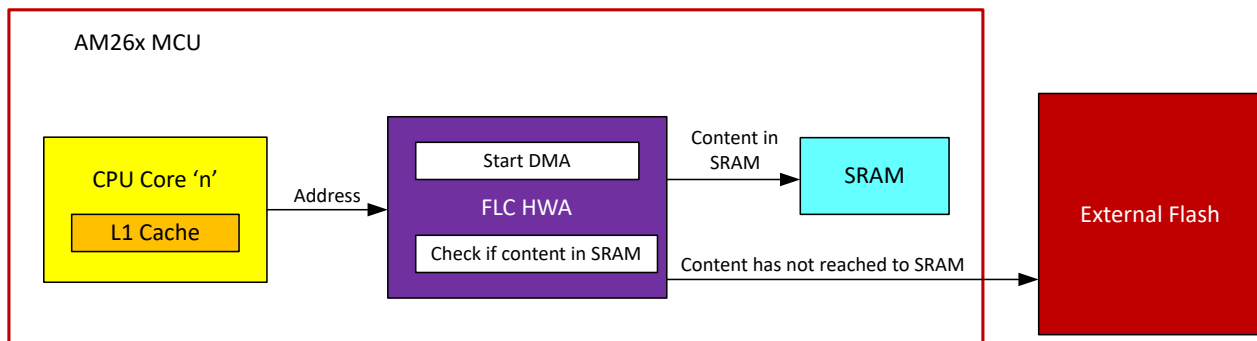 AM26x MCU
CPU Core ‘n’
L1 Cache
Address
Start DMA
FLC HWA
Check if content in SRAM
Content in
SRAM
SRAM
Content has not reached to SRAM
External Flash